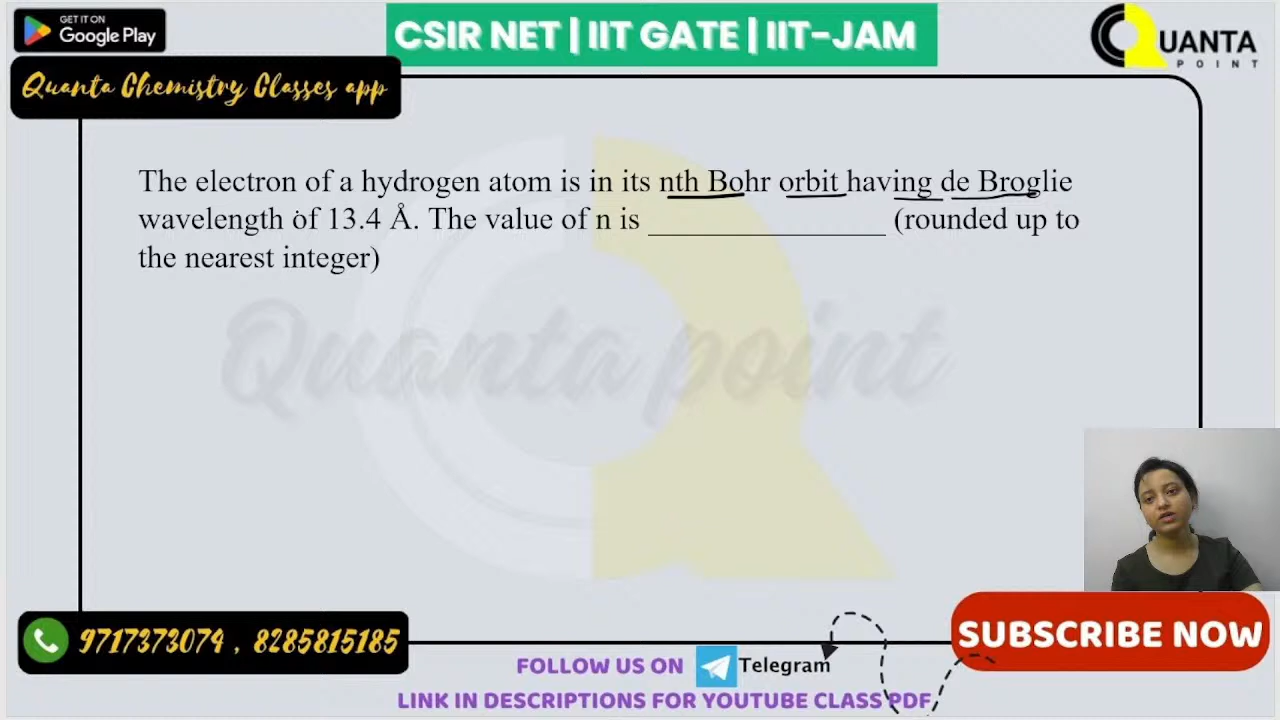 GET IT ON
Google Play
CSIR NET | IIT GATE | IIT-JAM
QUANTA
POINT
Quanta Chemistry Classes app
The electron of a hydrogen atom is in its nth Bohr orbit having de Broglie
wavelength of 13.4 Å. The value of n is ________________ (rounded up to
the nearest integer)
Quanta point
9717373074 , 8285815185
SUBSCRIBE NOW
FOLLOW US ON Telegram
LINK IN DESCRIPTIONS FOR YOUTUBE CLASS PDF